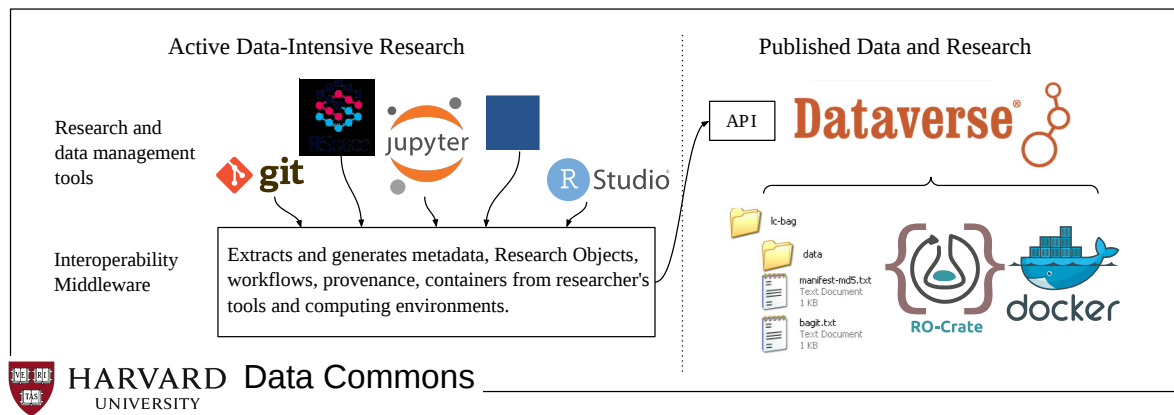 Active Data-Intensive Research
Published Data and Research
Research and
data management
tools
git
jupyter
R Studio®
API
Dataverse®
Interoperability
Middleware
Extracts and generates metadata, Research Objects,
workflows, provenance, containers from researcher's
tools and computing environments.
lc-bag
data
manifest-md5.txt
Text Document
1 KB
bagit.txt
Text Document
1 KB
RO-Crate
docker
VE RI
TAS
HARVARD
UNIVERSITY
Data Commons